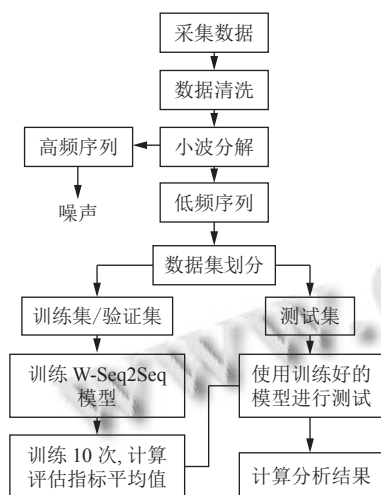 采集数据
数据清洗
高频序列
小波分解
噪声
低频序列
数据集划分
训练集/验证集
测试集
训练 W-Seq2Seq
模型
使用训练好的
模型进行测试
训练 10 次, 计算
评估指标平均值
计算分析结果